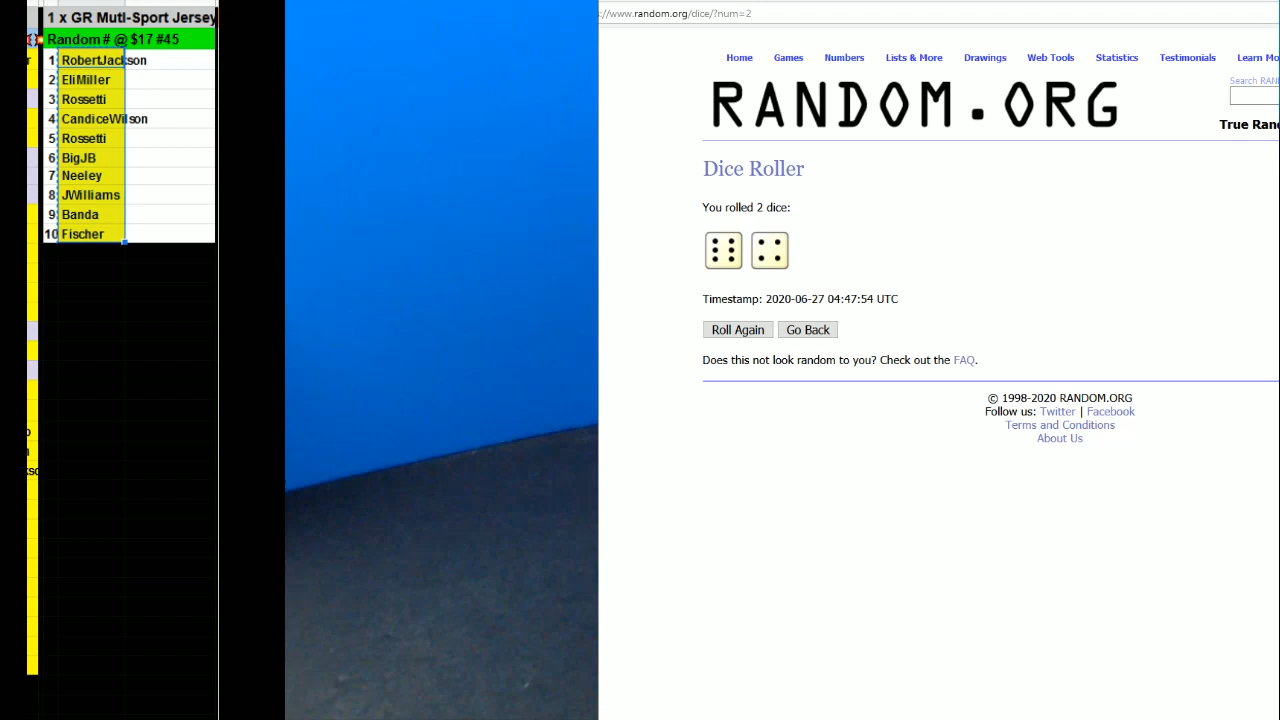 1 x GR Muti-Sport Jersey
Random # @ $17 #45
1 RobertJackson
2 EliMiller
3 Rossetti
4 CandiceWilson
5 Rossetti
6 BigJB
7 Neeley
8 JWilliams
9 Banda
10 Fischer
://www.random.org/dice/?num=2
Home Games Numbers Lists & More Drawings Web Tools Statistics Testimonials Learn Mo
Search RAN
RANDOM.ORG
True Ran
Dice Roller
You rolled 2 dice:
Timestamp: 2020-06-27 04:47:54 UTC
Roll Again Go Back
Does this not look random to you? Check out the FAQ.
© 1998-2020 RANDOM.ORG
Follow us: Twitter | Facebook
Terms and Conditions
About Us